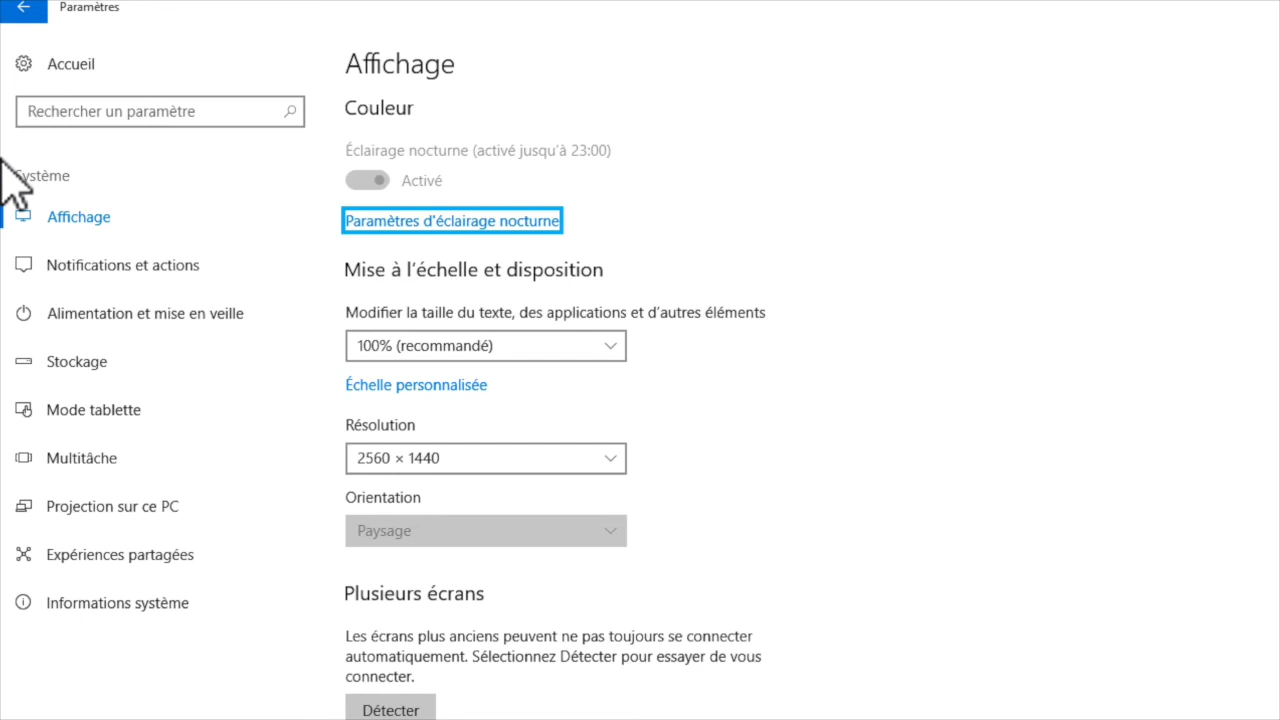 Paramètres
Accueil
Rechercher un paramètre
Système
Affichage
Notifications et actions
Alimentation et mise en veille
Stockage
Mode tablette
Multitâche
Projection sur ce PC
Expériences partagées
Informations système
Affichage
Couleur
Éclairage nocturne (activé jusqu'à 23:00)
Activé
Paramètres d'éclairage nocturne
Mise à l'échelle et disposition
Modifier la taille du texte, des applications et d'autres éléments
100% (recommandé)
Échelle personnalisée
Résolution
2560 × 1440
Orientation
Paysage
Plusieurs écrans
Les écrans plus anciens peuvent ne pas toujours se connecter
automatiquement. Sélectionnez Détecter pour essayer de vous
connecter.
Détecter